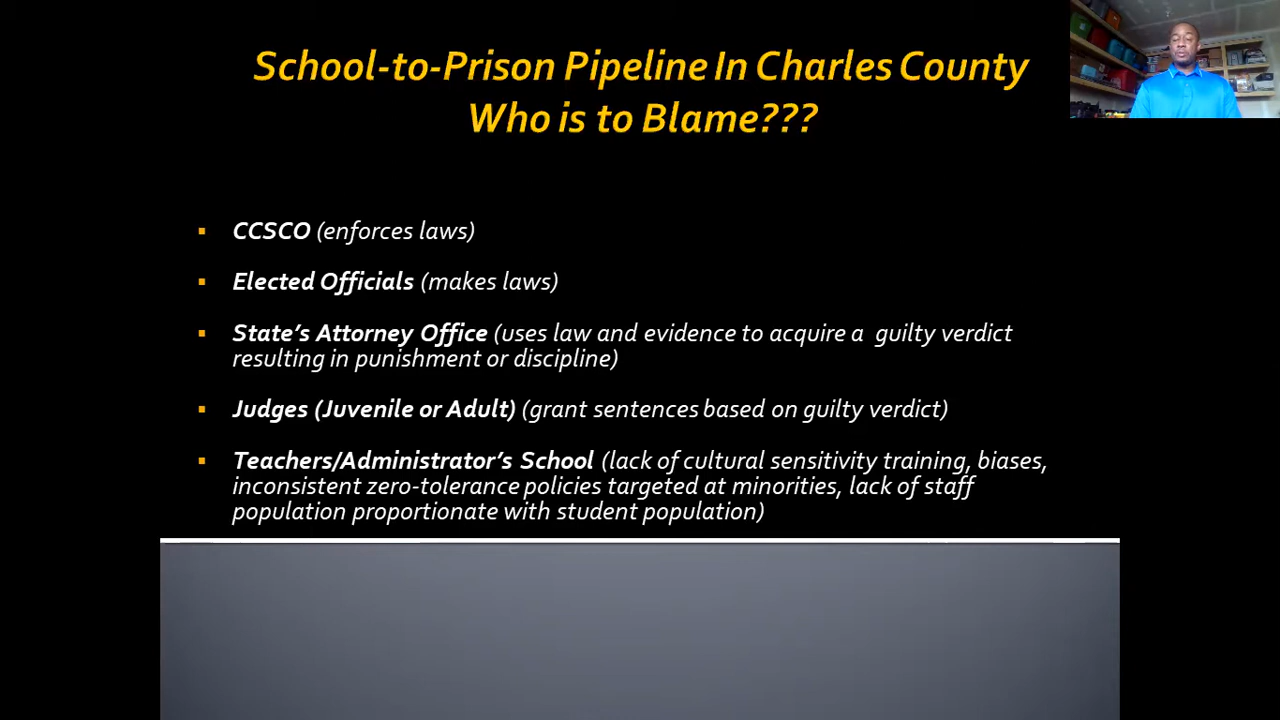 School-to-Prison Pipeline In Charles County
Who is to Blame???
▪ CCSCO (enforces laws)
▪ Elected Officials (makes laws)
▪ State’s Attorney Office (uses law and evidence to acquire a guilty verdict
resulting in punishment or discipline)
▪ Judges (Juvenile or Adult) (grant sentences based on guilty verdict)
▪ Teachers/Administrator’s School (lack of cultural sensitivity training, biases,
inconsistent zero-tolerance policies targeted at minorities, lack of staff
population proportionate with student population)